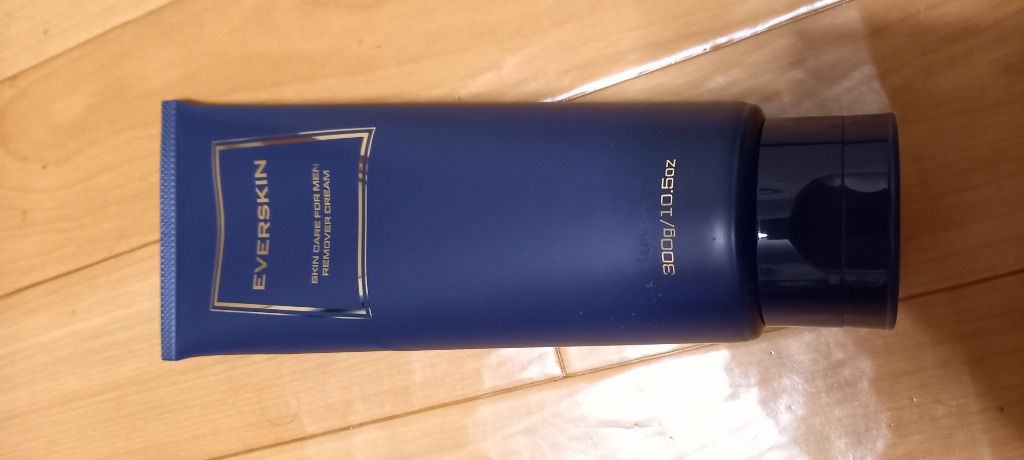 EVERSKIN
SKIN CARE FOR MEN
REMOVER CREAM
300g/10.5oz